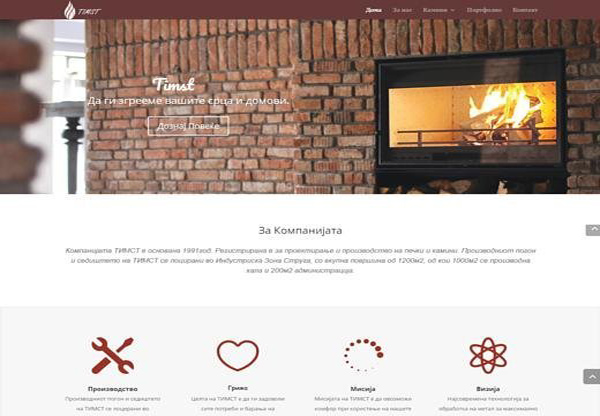 TIMST Дома За нас Камини Портфолио Контакт
Timst
Да ги згрееме вашите срца и домови.
Дознај повеќе
За Компанијата
Компанијата ТИМСТ е основана 1991год. Регистрирана е за проектирање и производство на печки и камини. Производниот погон
и седиштето на ТИМСТ се лоцирани во Индустриска Зона Струга, со вкупна површина од 1200м2, од кои 1000м2 се производна
хала и 200м2 администрација.
Производство Грижа Мисија Визија
Производниот погон и седиштето Целта на ТИМСТ е да ги задоволи Мисијата на ТИМСТ е да овозможи Најсовремена технологија за
на ТИМСТ се лоцирани во сите потреби и барања на комфор при користење на нашите обработка на метал за максимално